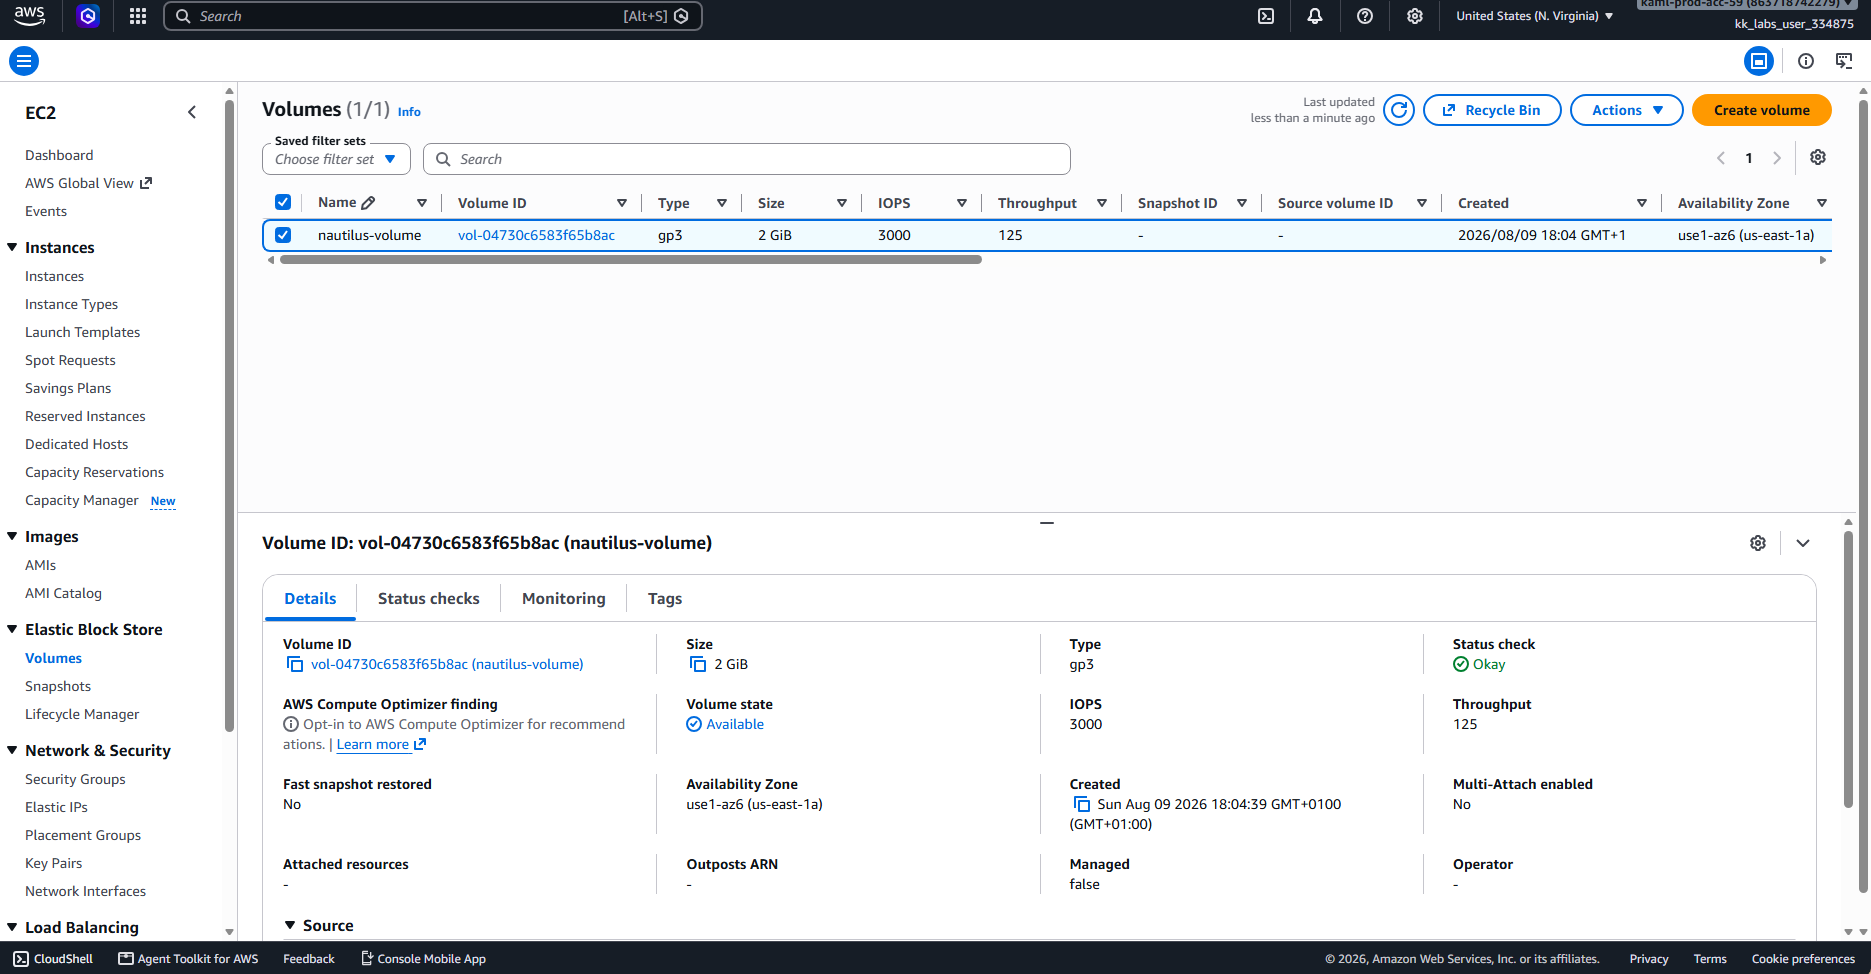 aws
Search
[Alt+S]
United States (N. Virginia)
kaml-prod-acc-59 (863718742279)
kk_labs_user_334875
EC2
Dashboard
AWS Global View
Events
Instances
Instances
Instance Types
Launch Templates
Spot Requests
Savings Plans
Reserved Instances
Dedicated Hosts
Capacity Reservations
Capacity Manager New
Images
AMIs
AMI Catalog
Elastic Block Store
Volumes
Snapshots
Lifecycle Manager
Network & Security
Security Groups
Elastic IPs
Placement Groups
Key Pairs
Network Interfaces
Load Balancing
Volumes (1/1) Info
Last updated
less than a minute ago
Recycle Bin
Actions
Create volume
Saved filter sets
Choose filter set
Search
1
Name Volume ID Type Size IOPS Throughput Snapshot ID Source volume ID Created Availability Zone
nautilus-volume vol-04730c6583f65b8ac gp3 2 GiB 3000 125 - - 2026/08/09 18:04 GMT+1 use1-az6 (us-east-1a)
Volume ID: vol-04730c6583f65b8ac (nautilus-volume)
Details Status checks Monitoring Tags
Volume ID
vol-04730c6583f65b8ac (nautilus-volume)
Size
2 GiB
Type
gp3
Status check
Okay
AWS Compute Optimizer finding
Opt-in to AWS Compute Optimizer for recommend
ations. | Learn more
Volume state
Available
IOPS
3000
Throughput
125
Fast snapshot restored
No
Availability Zone
use1-az6 (us-east-1a)
Created
Sun Aug 09 2026 18:04:39 GMT+0100
(GMT+01:00)
Multi-Attach enabled
No
Attached resources
-
Outposts ARN
-
Managed
false
Operator
-
Source
CloudShell
Agent Toolkit for AWS
Feedback
Console Mobile App
© 2026, Amazon Web Services, Inc. or its affiliates.
Privacy
Terms
Cookie preferences